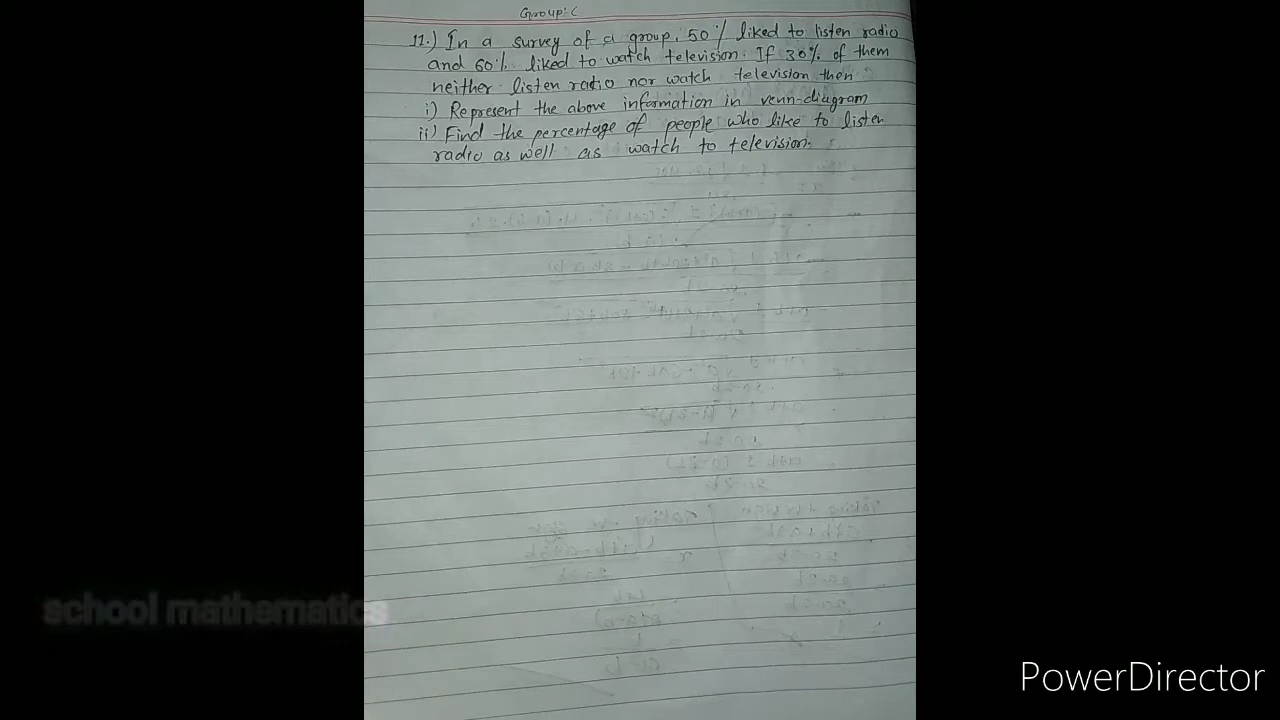 Group: C
11.) In a survey of a group, 50% liked to listen radio
and 60% liked to watch television. If 30% of them
neither listen radio nor watch television then
i) Represent the above information in venn-diagram
ii) Find the percentage of people who like to listen
radio as well as watch to television.
school mathematics
PowerDirector